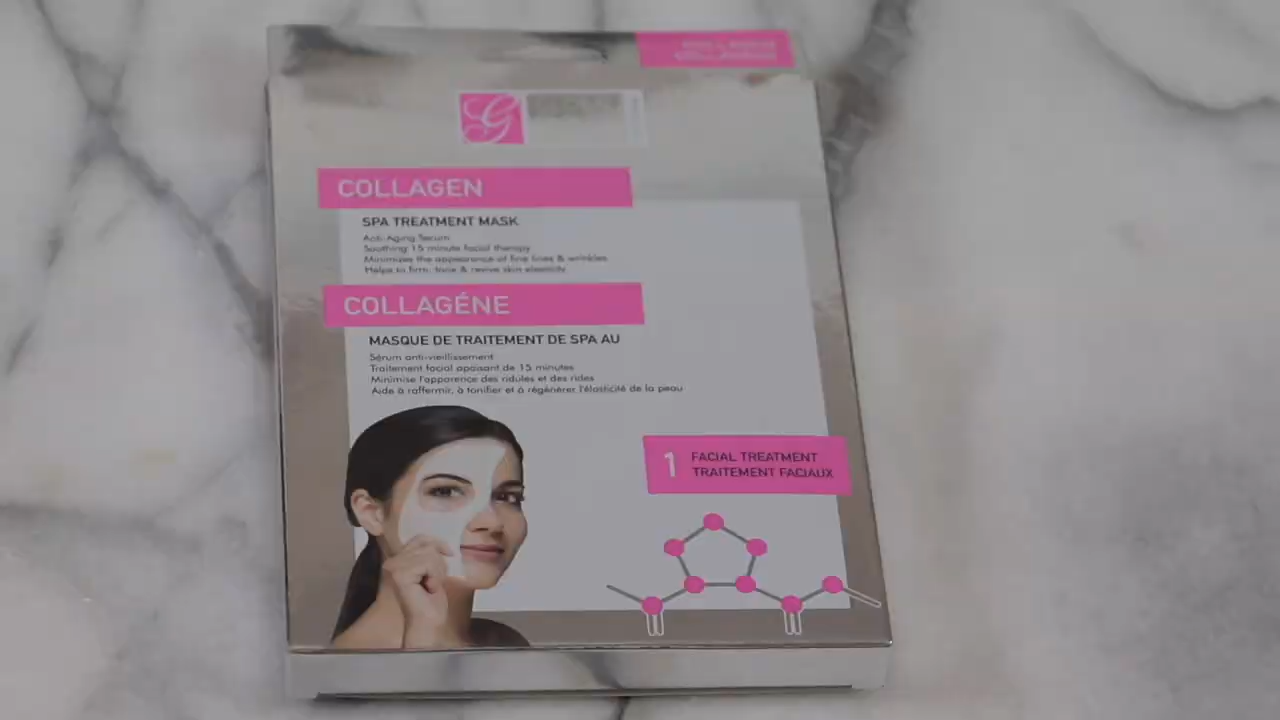 G
COLLAGEN
SPA TREATMENT MASK
Anti-Aging Serum
Soothing 15 minute facial therapy
Minimizes the appearance of fine lines & wrinkles
Helps to firm, tone & revive skin elasticity
COLLAGÉNE
MASQUE DE TRAITEMENT DE SPA AU
Sérum anti-vieillissement
Traitement facial apaisant de 15 minutes
Minimise l'apparence des ridules et des rides
Aide à raffermir, à tonifier et à régénérer l'élasticité de la peau
1 FACIAL TREATMENT
TRAITEMENT FACIAUX